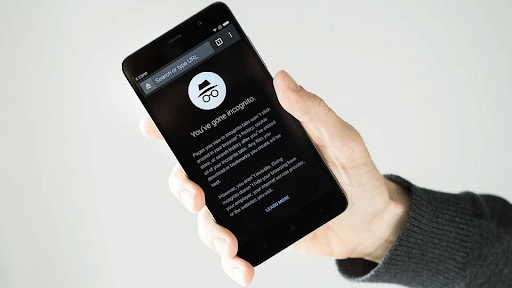 Search or type URL
You've gone incognito.
Pages you view in incognito tabs won't stick
around in your browser's history, cookie
store, or search history after you've closed
all of your incognito tabs. Any files you
download or bookmarks you create will be
kept.
However, you aren't invisible. Going
incognito doesn't hide your browsing from
your employer, your internet service provider,
or the websites you visit.
LEARN MORE